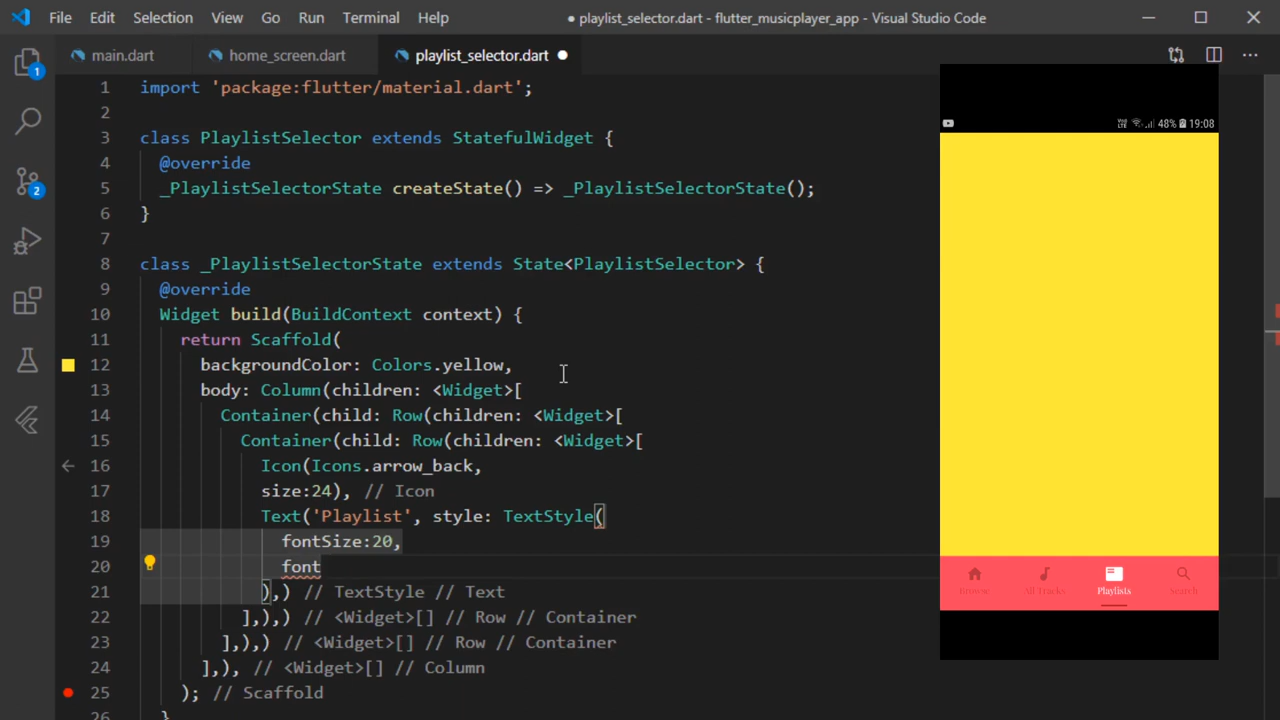 File Edit Selection View Go Run Terminal Help ● playlist_selector.dart - flutter_musicplayer_app - Visual Studio Code
main.dart home_screen.dart playlist_selector.dart
1 import 'package:flutter/material.dart';
2
3 class PlaylistSelector extends StatefulWidget {
4 @override
5 _PlaylistSelectorState createState() => _PlaylistSelectorState();
6 }
7
8 class _PlaylistSelectorState extends State<PlaylistSelector> {
9 @override
10 Widget build(BuildContext context) {
11 return Scaffold(
12 backgroundColor: Colors.yellow,
13 body: Column(children: <Widget>[
14 Container(child: Row(children: <Widget>[
15 Container(child: Row(children: <Widget>[
16 Icon(Icons.arrow_back,
17 size:24), // Icon
18 Text('Playlist', style: TextStyle(
19 fontSize:20,
20 font
21 ),) // TextStyle // Text
22 ],),) // <Widget>[] // Row // Container
23 ],),) // <Widget>[] // Row // Container
24 ],), // <Widget>[] // Column
25 ); // Scaffold
26 }
1
2
48% 19:08
Browse All Tracks Playlists Search